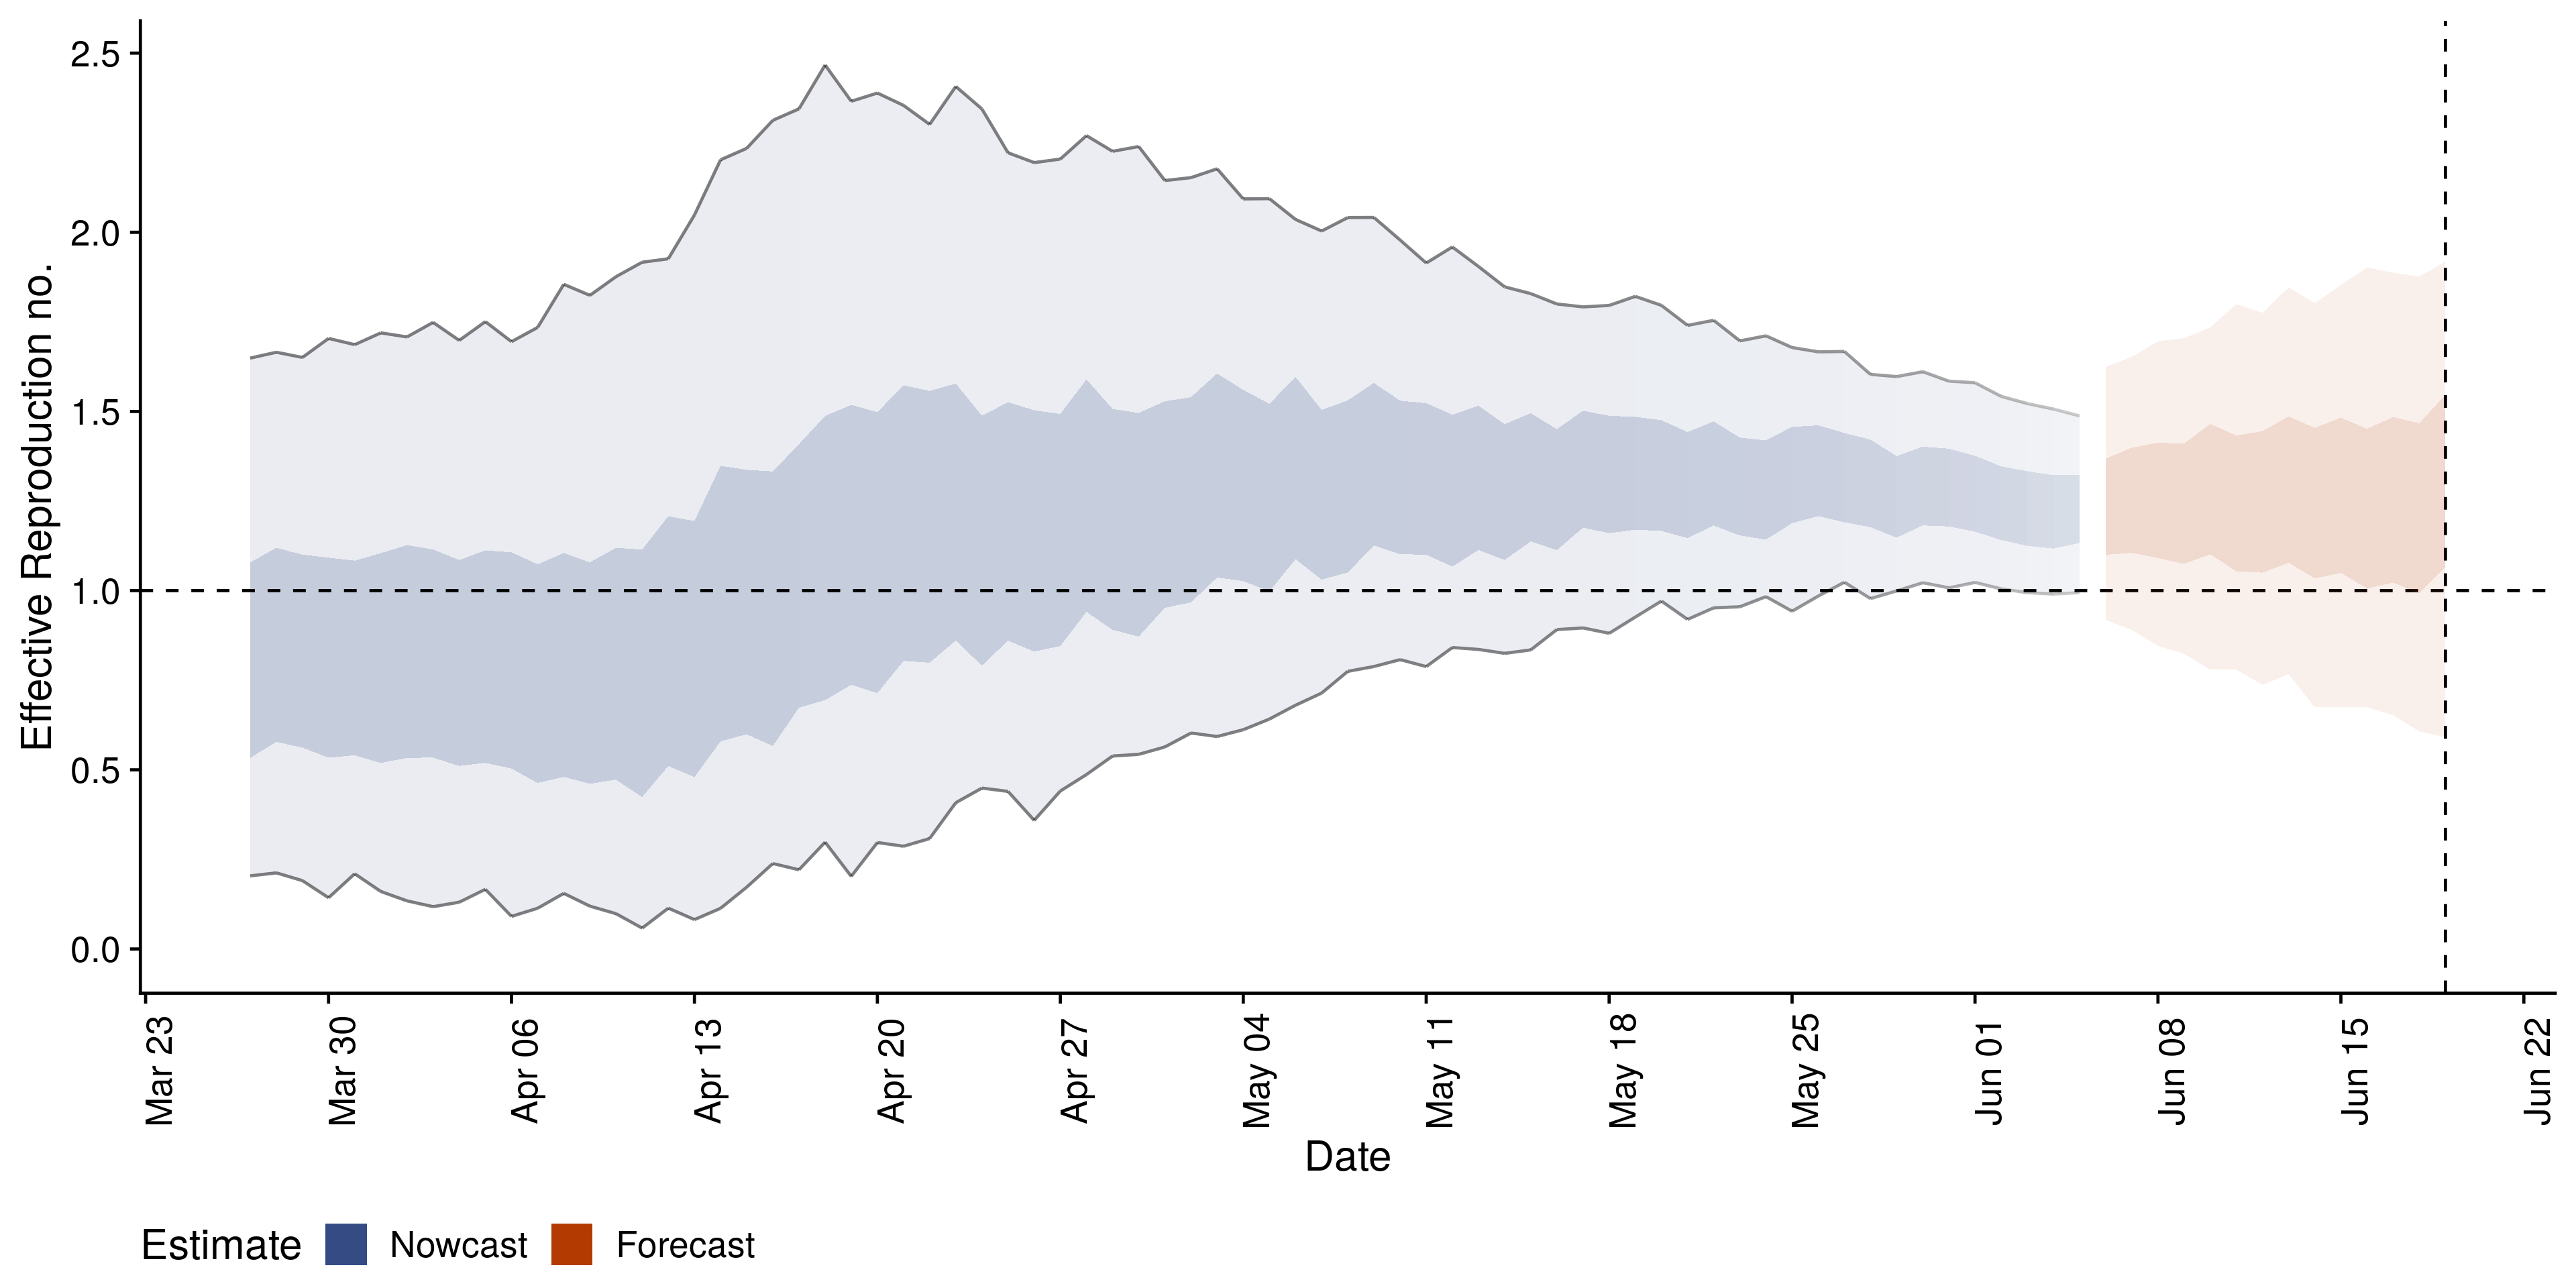 Effective Reproduction no.
2.5
2.0
1.5
1.0
0.5
0.0
Mar 23
Mar 30
Apr 06
Apr 13
Apr 20
Apr 27
May 04
May 11
May 18
May 25
Jun 01
Jun 08
Jun 15
Jun 22
Date
Estimate Nowcast Forecast